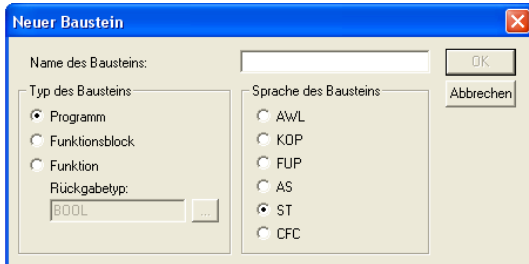 Neuer Baustein
Name des Bausteins:
OK
Abbrechen
Typ des Bausteins
Programm
Funktionsblock
Funktion
Rückgabetyp:
BOOL
...
Sprache des Bausteins
AWL
KOP
FUP
AS
ST
CFC